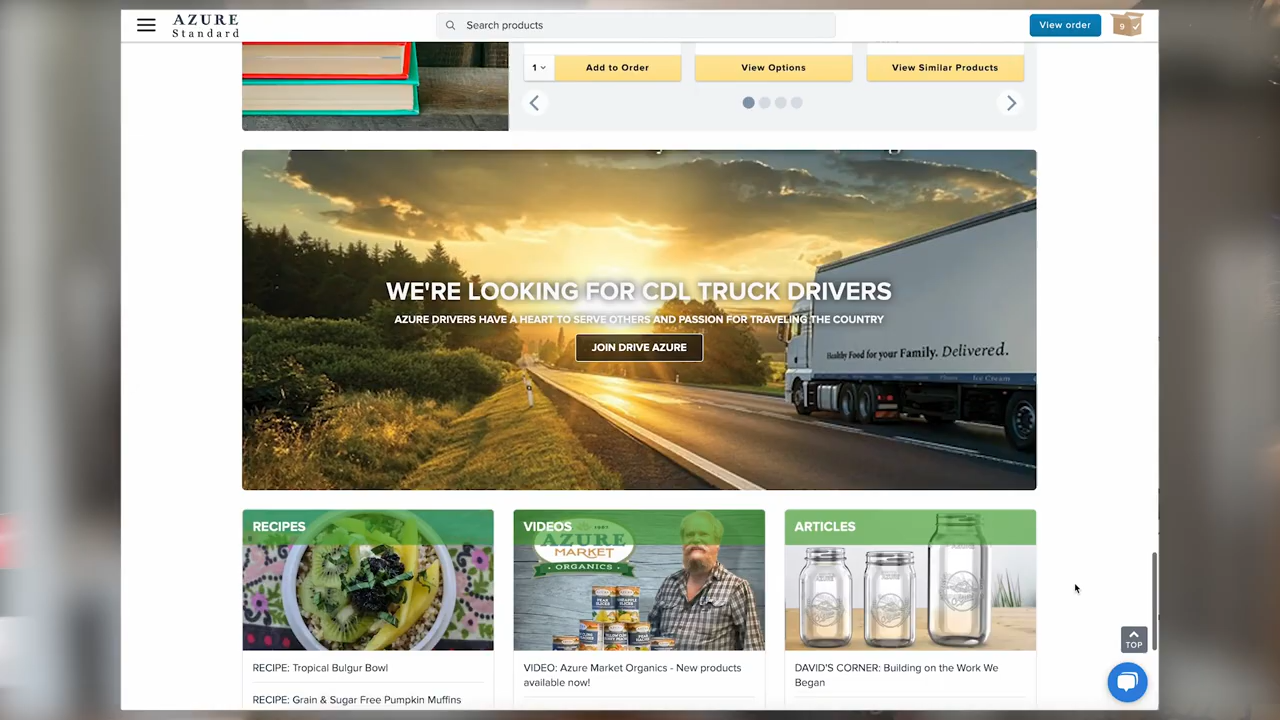 AZURE
Standard
Search products
View order
9
1
Add to Order
View Options
View Similar Products
WE'RE LOOKING FOR CDL TRUCK DRIVERS
AZURE DRIVERS HAVE A HEART TO SERVE OTHERS AND PASSION FOR TRAVELING THE COUNTRY
JOIN DRIVE AZURE
Healthy Food for your Family. Delivered.
Ice Cream
RECIPES
VIDEOS
ARTICLES
AZURE
MARKET
ORGANICS
RECIPE: Tropical Bulgur Bowl
RECIPE: Grain & Sugar Free Pumpkin Muffins
VIDEO: Azure Market Organics - New products
available now!
DAVID'S CORNER: Building on the Work We
Began
TOP